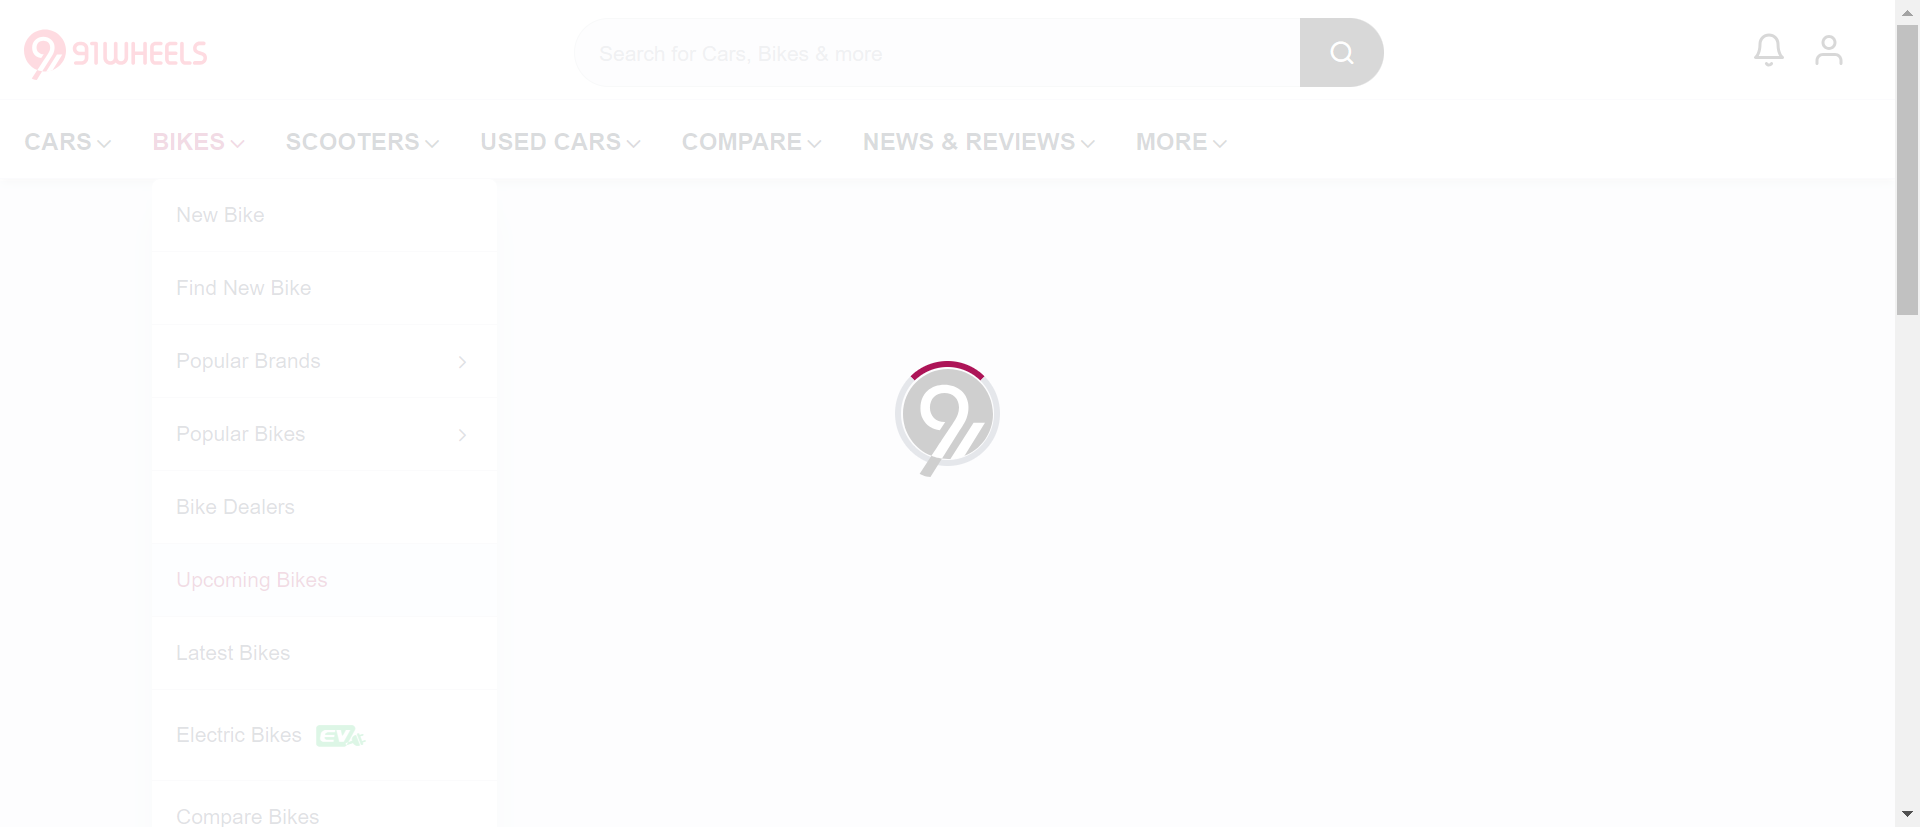 91WHEELS
Search for Cars, Bikes & more
CARS BIKES SCOOTERS USED CARS COMPARE NEWS & REVIEWS MORE
New Bike
Find New Bike
Popular Brands
Popular Bikes
Bike Dealers
Upcoming Bikes
Latest Bikes
Electric Bikes EV
Compare Bikes